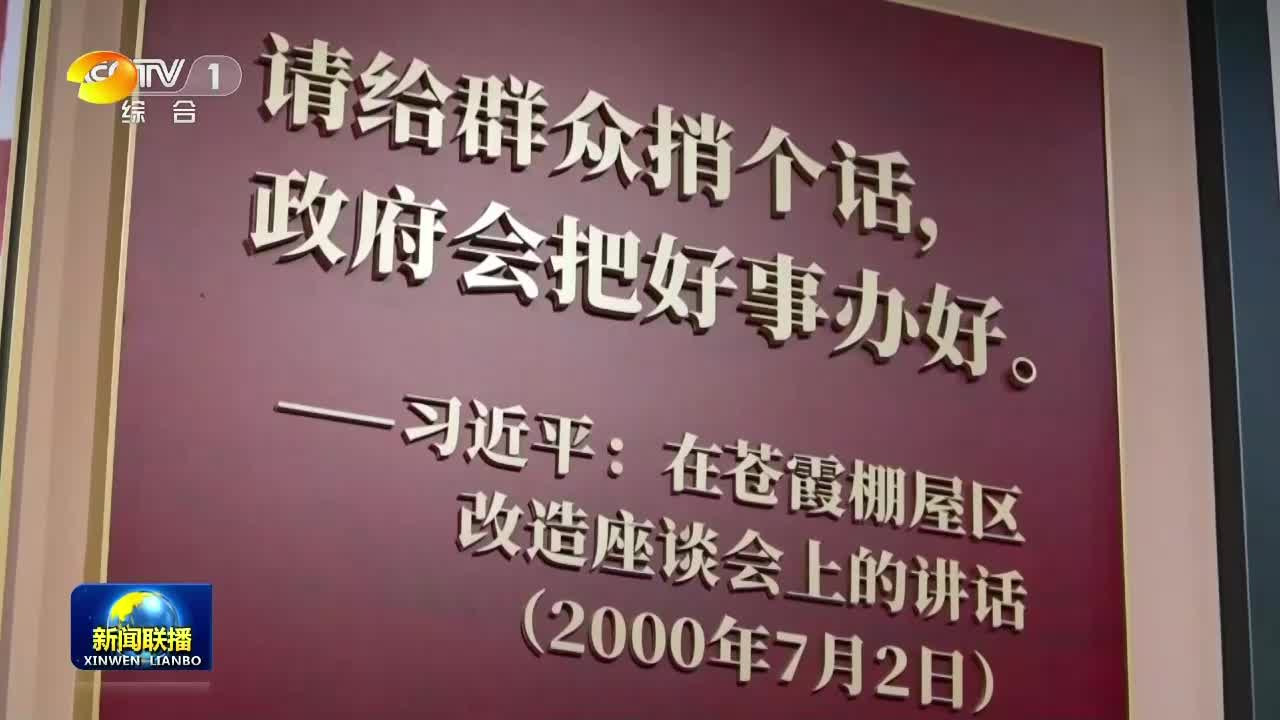 CCTV 1
综合
请给群众捎个话，
政府会把好事办好。
——习近平：在苍霞棚屋区
改造座谈会上的讲话
（2000年7月2日）
新闻联播
XINWEN LIANBO